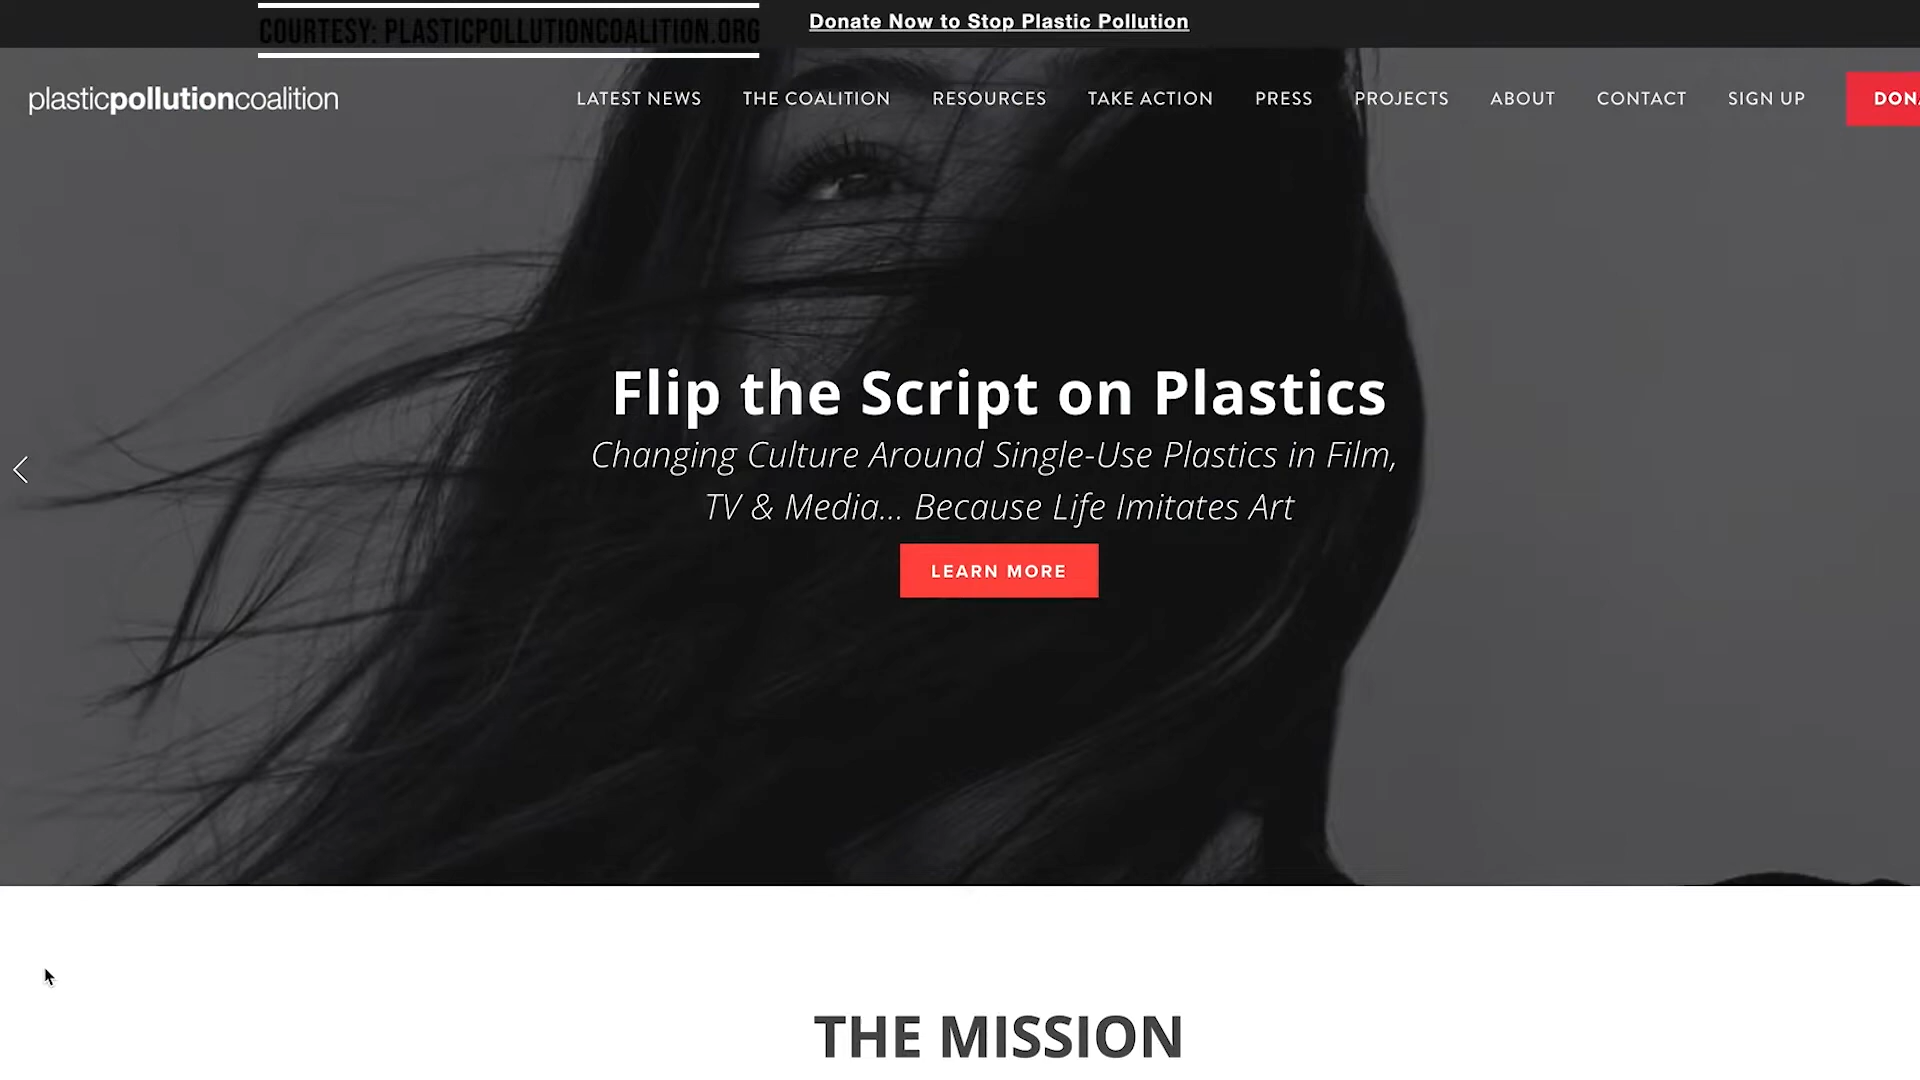 COURTESY: PLASTICPOLLUTIONCOALITION.ORG
Donate Now to Stop Plastic Pollution
plasticpollutioncoalition
LATEST NEWS
THE COALITION
RESOURCES
TAKE ACTION
PRESS
PROJECTS
ABOUT
CONTACT
SIGN UP
DON
Flip the Script on Plastics
Changing Culture Around Single-Use Plastics in Film,
TV & Media... Because Life Imitates Art
LEARN MORE
THE MISSION